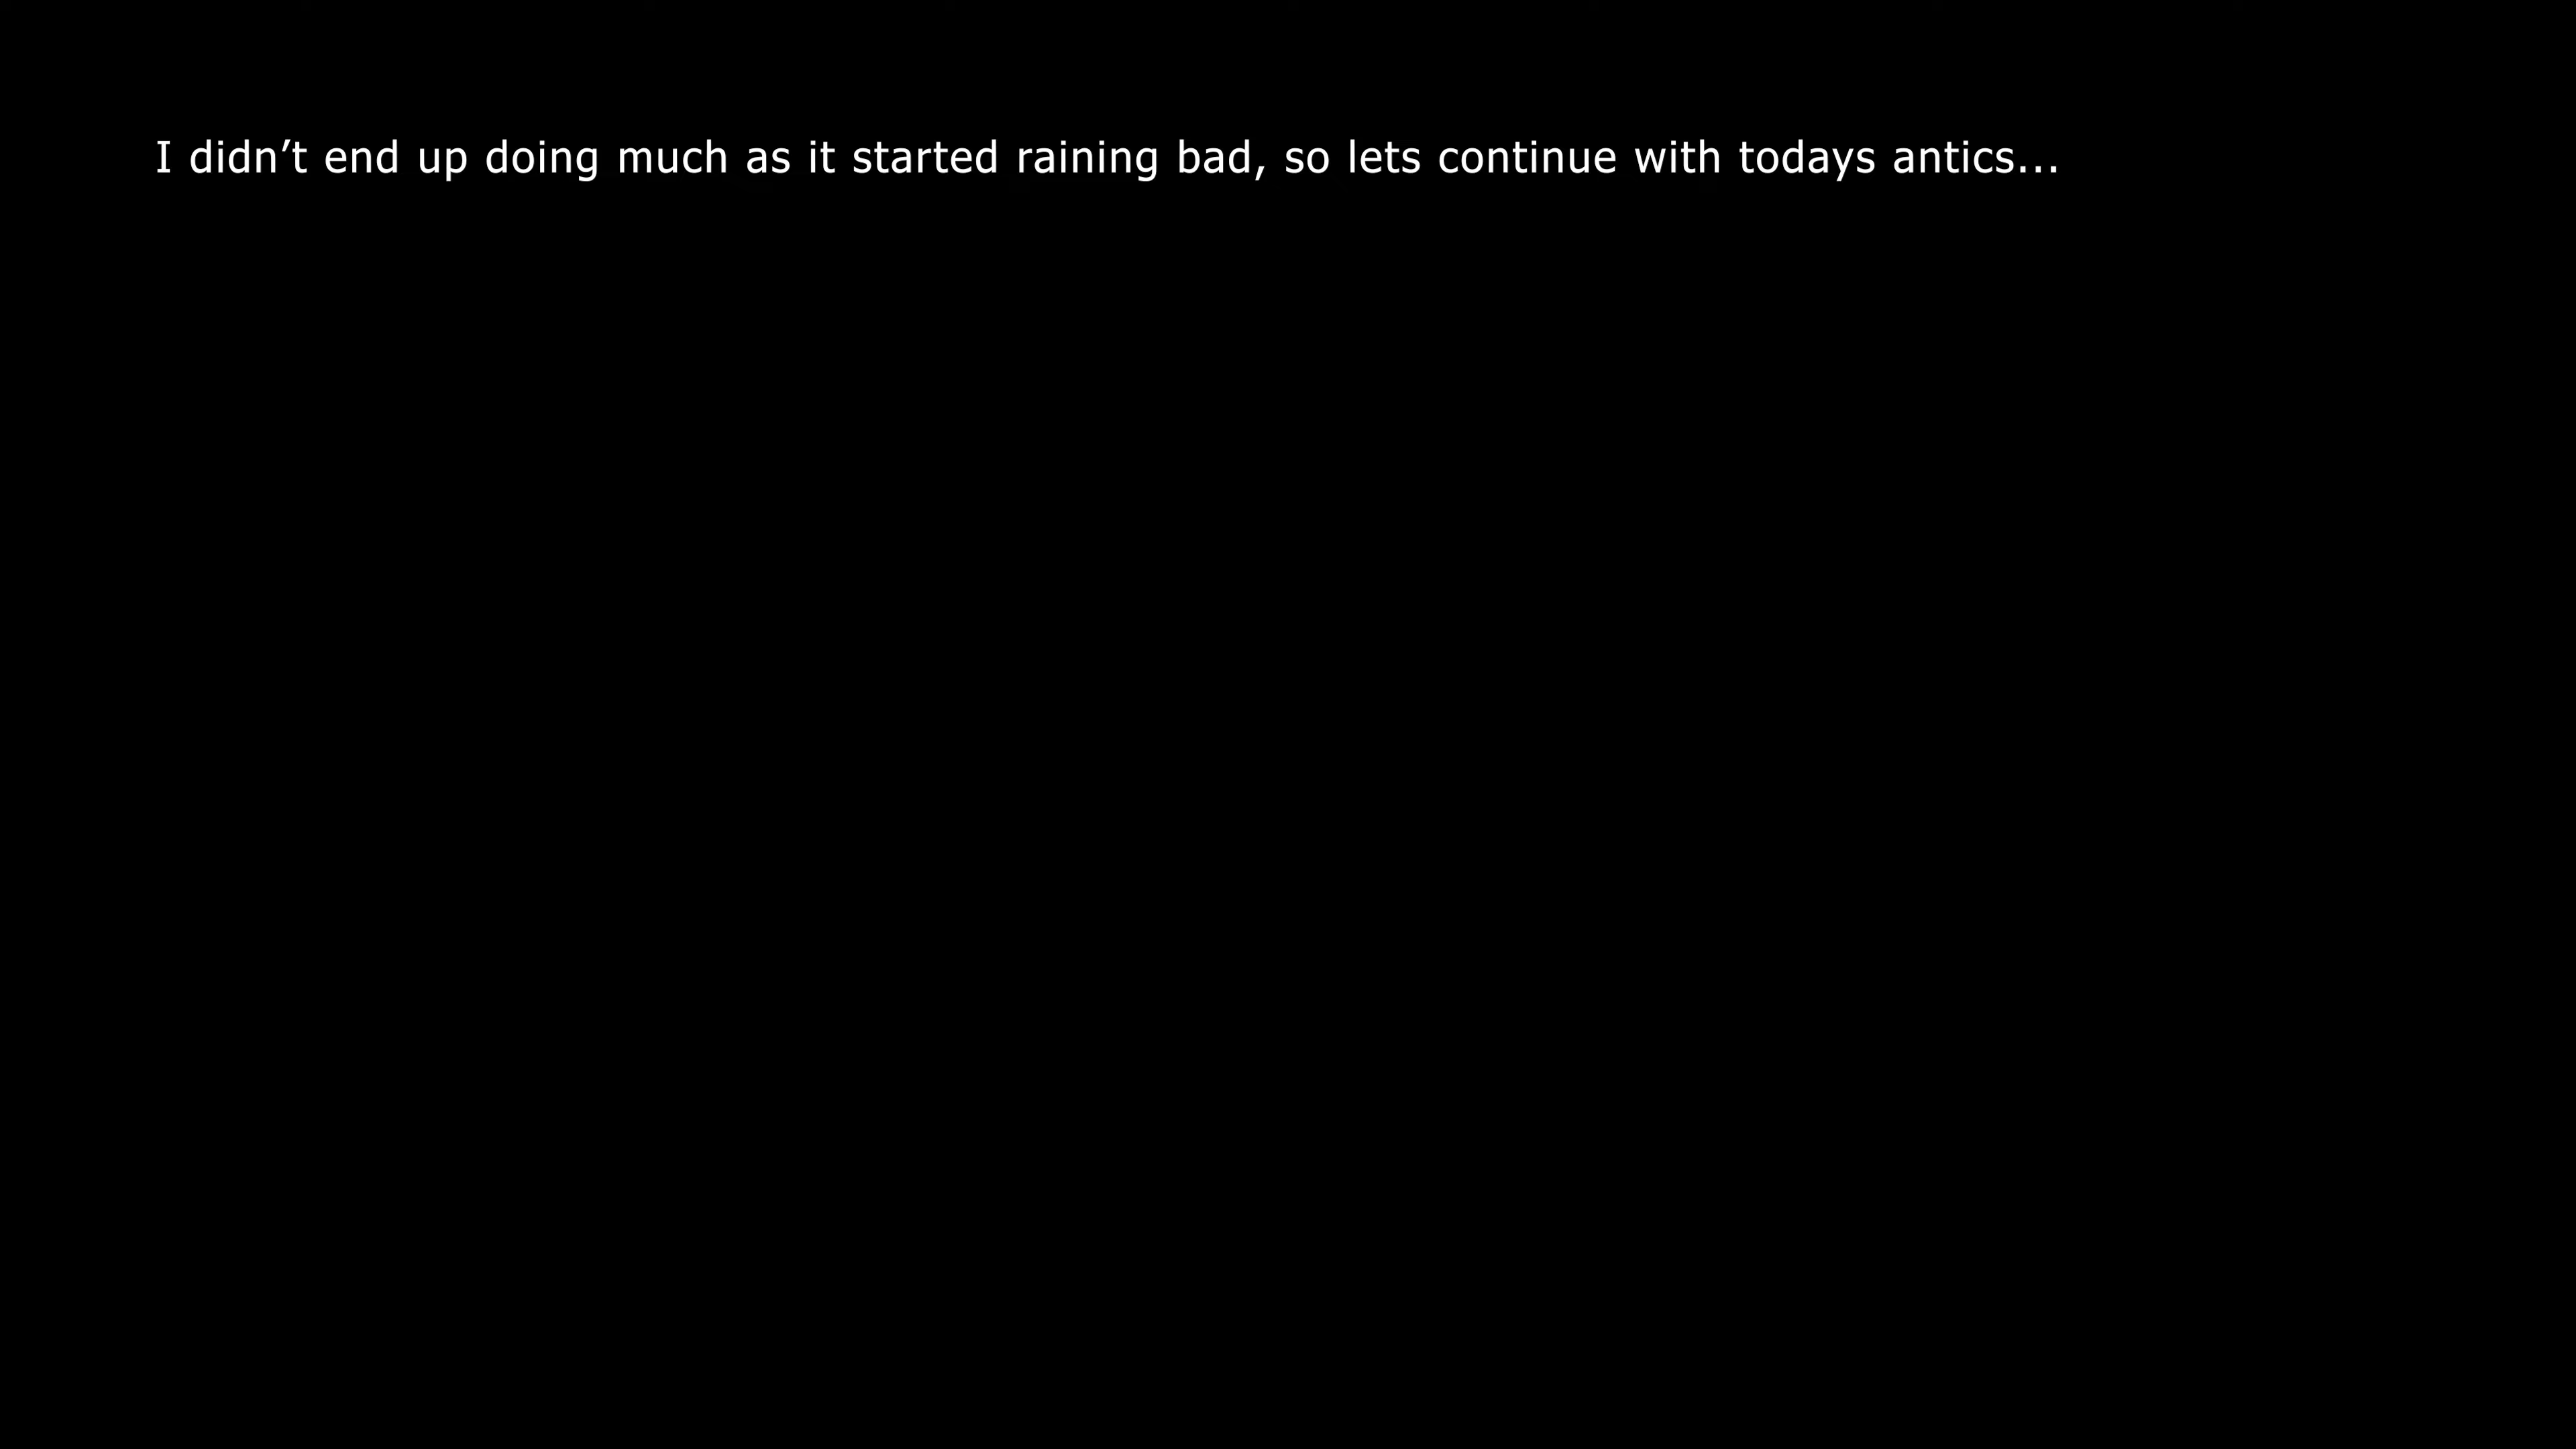 I didn’t end up doing much as it started raining bad, so lets continue with todays antics...